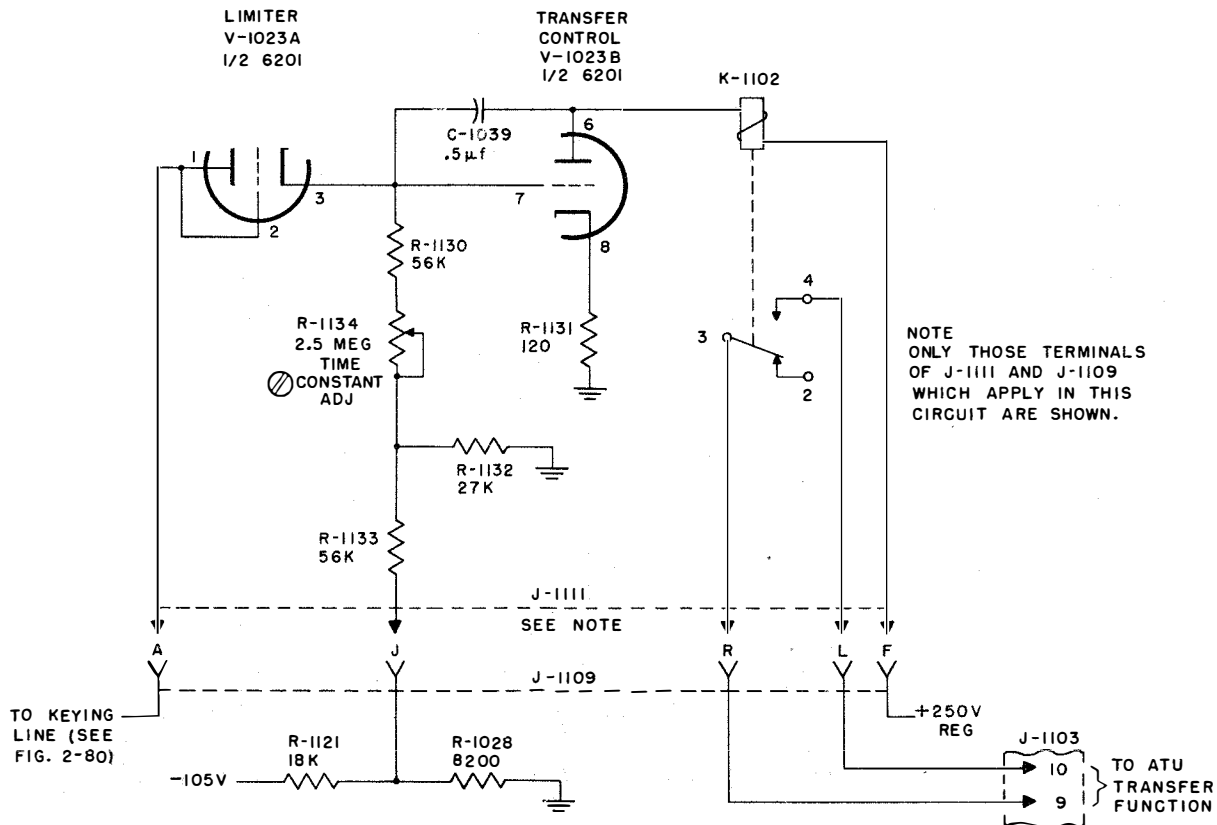 LIMITER
V-1023A
1/2 6201
TRANSFER
CONTROL
V-1023B
1/2 6201
K-1102
C-1039
.5µf
6
1
3
2
7
8
R-1130
56K
R-1134
2.5 MEG
TIME
CONSTANT
ADJ
R-1131
120
4
3
2
NOTE
ONLY THOSE TERMINALS
OF J-1111 AND J-1109
WHICH APPLY IN THIS
CIRCUIT ARE SHOWN.
R-1132
27K
R-1133
56K
J-1111
SEE NOTE
A
J
R
L
F
J-1109
TO KEYING
LINE (SEE
FIG. 2-80)
+250V
REG
R-1121
18K
R-1028
8200
-105V
J-1103
10
9
TO ATU
TRANSFER
FUNCTION